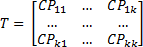 T = [CP₁₁ … CP₁ₖ
… … …
CPₖ₁ … CPₖₖ]